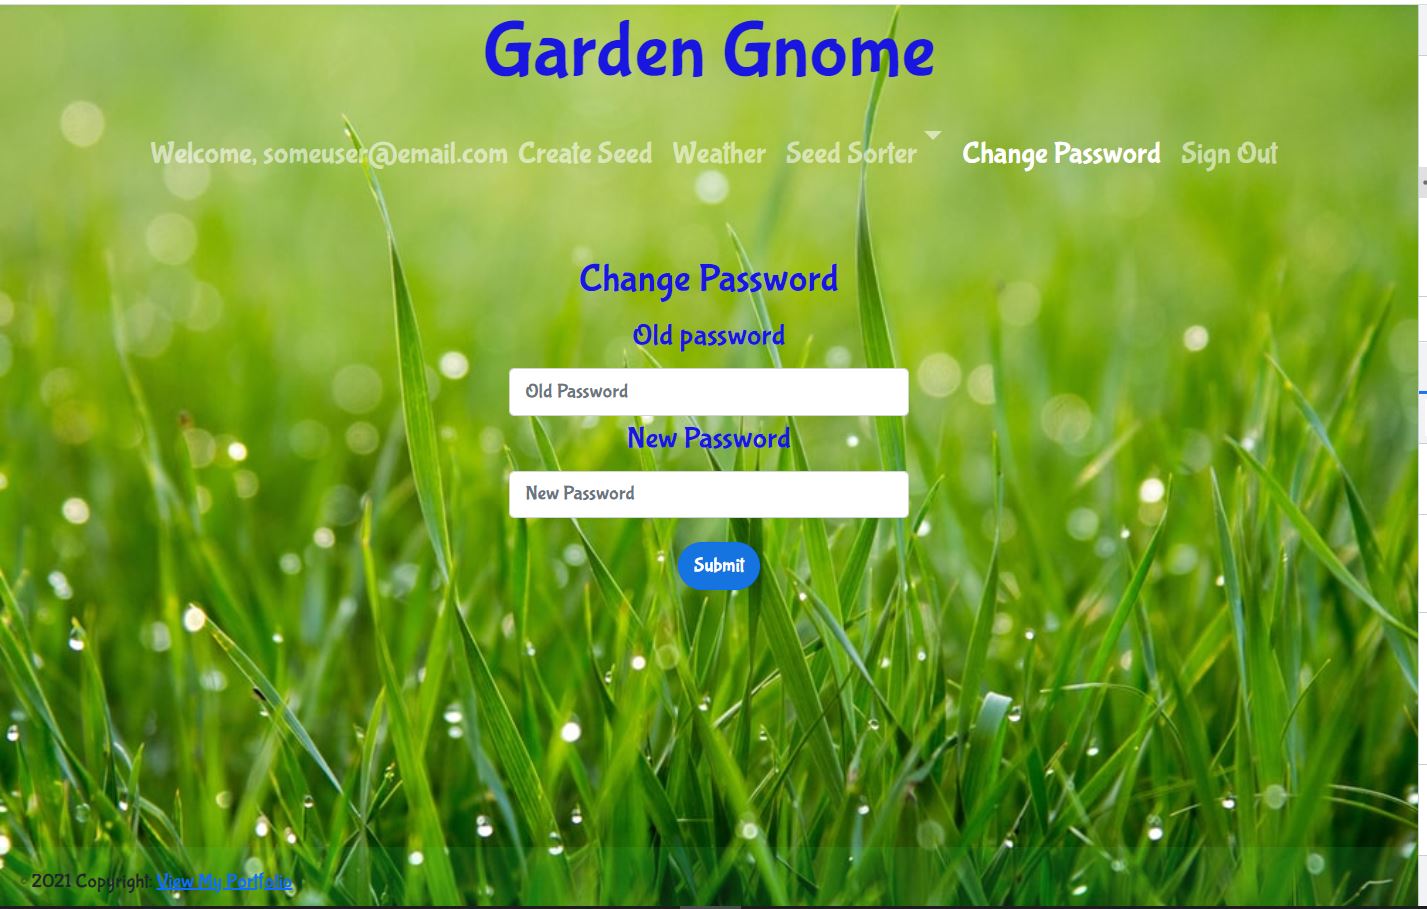 Garden Gnome
Welcome, someuser@email.com Create Seed Weather Seed Sorter Change Password Sign Out
Change Password
Old password
Old Password
New Password
New Password
Submit
© 2021 Copyright: View My Portfolio